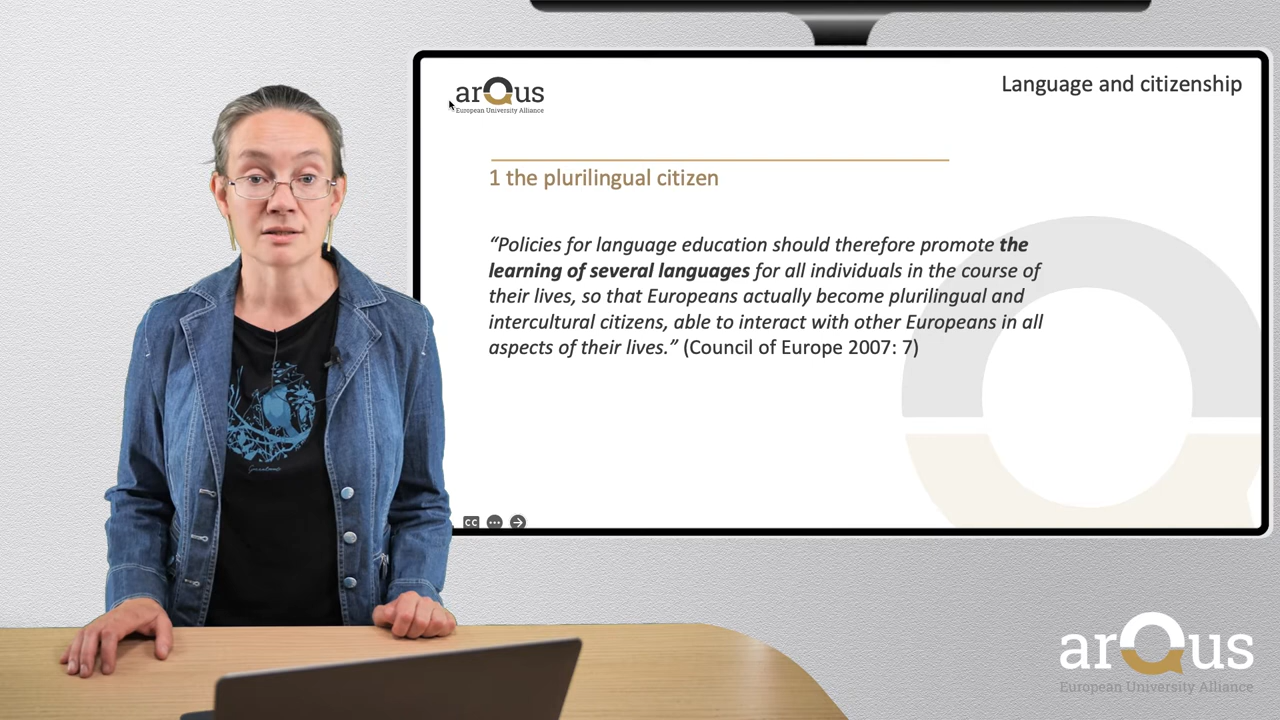 arQus
European University Alliance
Language and citizenship
1 the plurilingual citizen
“Policies for language education should therefore promote the
learning of several languages for all individuals in the course of
their lives, so that Europeans actually become plurilingual and
intercultural citizens, able to interact with other Europeans in all
aspects of their lives.” (Council of Europe 2007: 7)
CC
arQus
European University Alliance